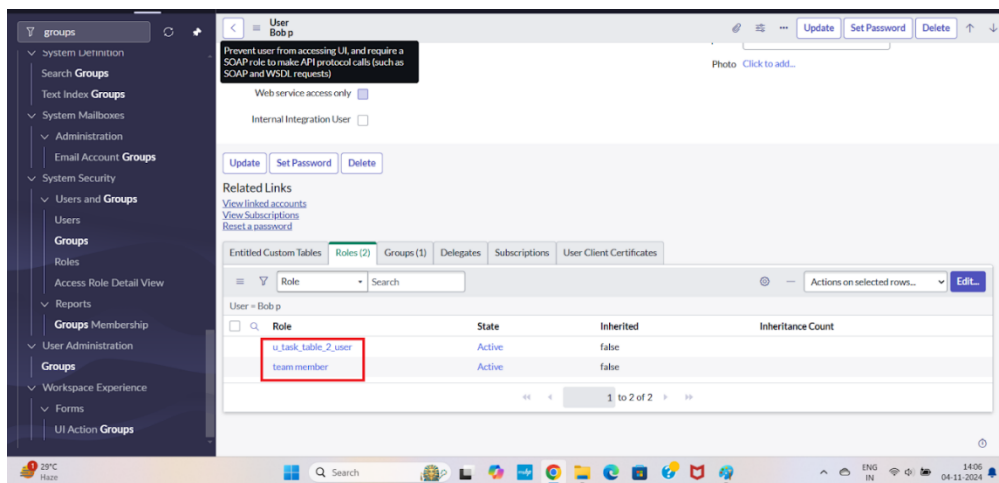 groups
System Definition
Search Groups
Text Index Groups
System Mailboxes
Administration
Email Account Groups
System Security
Users and Groups
Users
Groups
Roles
Access Role Detail View
Reports
Groups Membership
User Administration
Groups
Workspace Experience
Forms
UI Action Groups
User
Bob p
Update Set Password Delete
Prevent user from accessing UI, and require a
SOAP role to make API protocol calls (such as
SOAP and WSDL requests)
Photo Click to add...
Web service access only
Internal Integration User
Update Set Password Delete
Related Links
View linked accounts
View Subscriptions
Reset a password
Entitled Custom Tables Roles (2) Groups (1) Delegates Subscriptions User Client Certificates
Role Search Actions on selected rows... Edit...
User = Bob p
Role State Inherited Inheritance Count
u_task_table_2_user Active false
team member Active false
1 to 2 of 2
1
29°C
Haze
Search
ENG
IN
14:06
04-11-2024